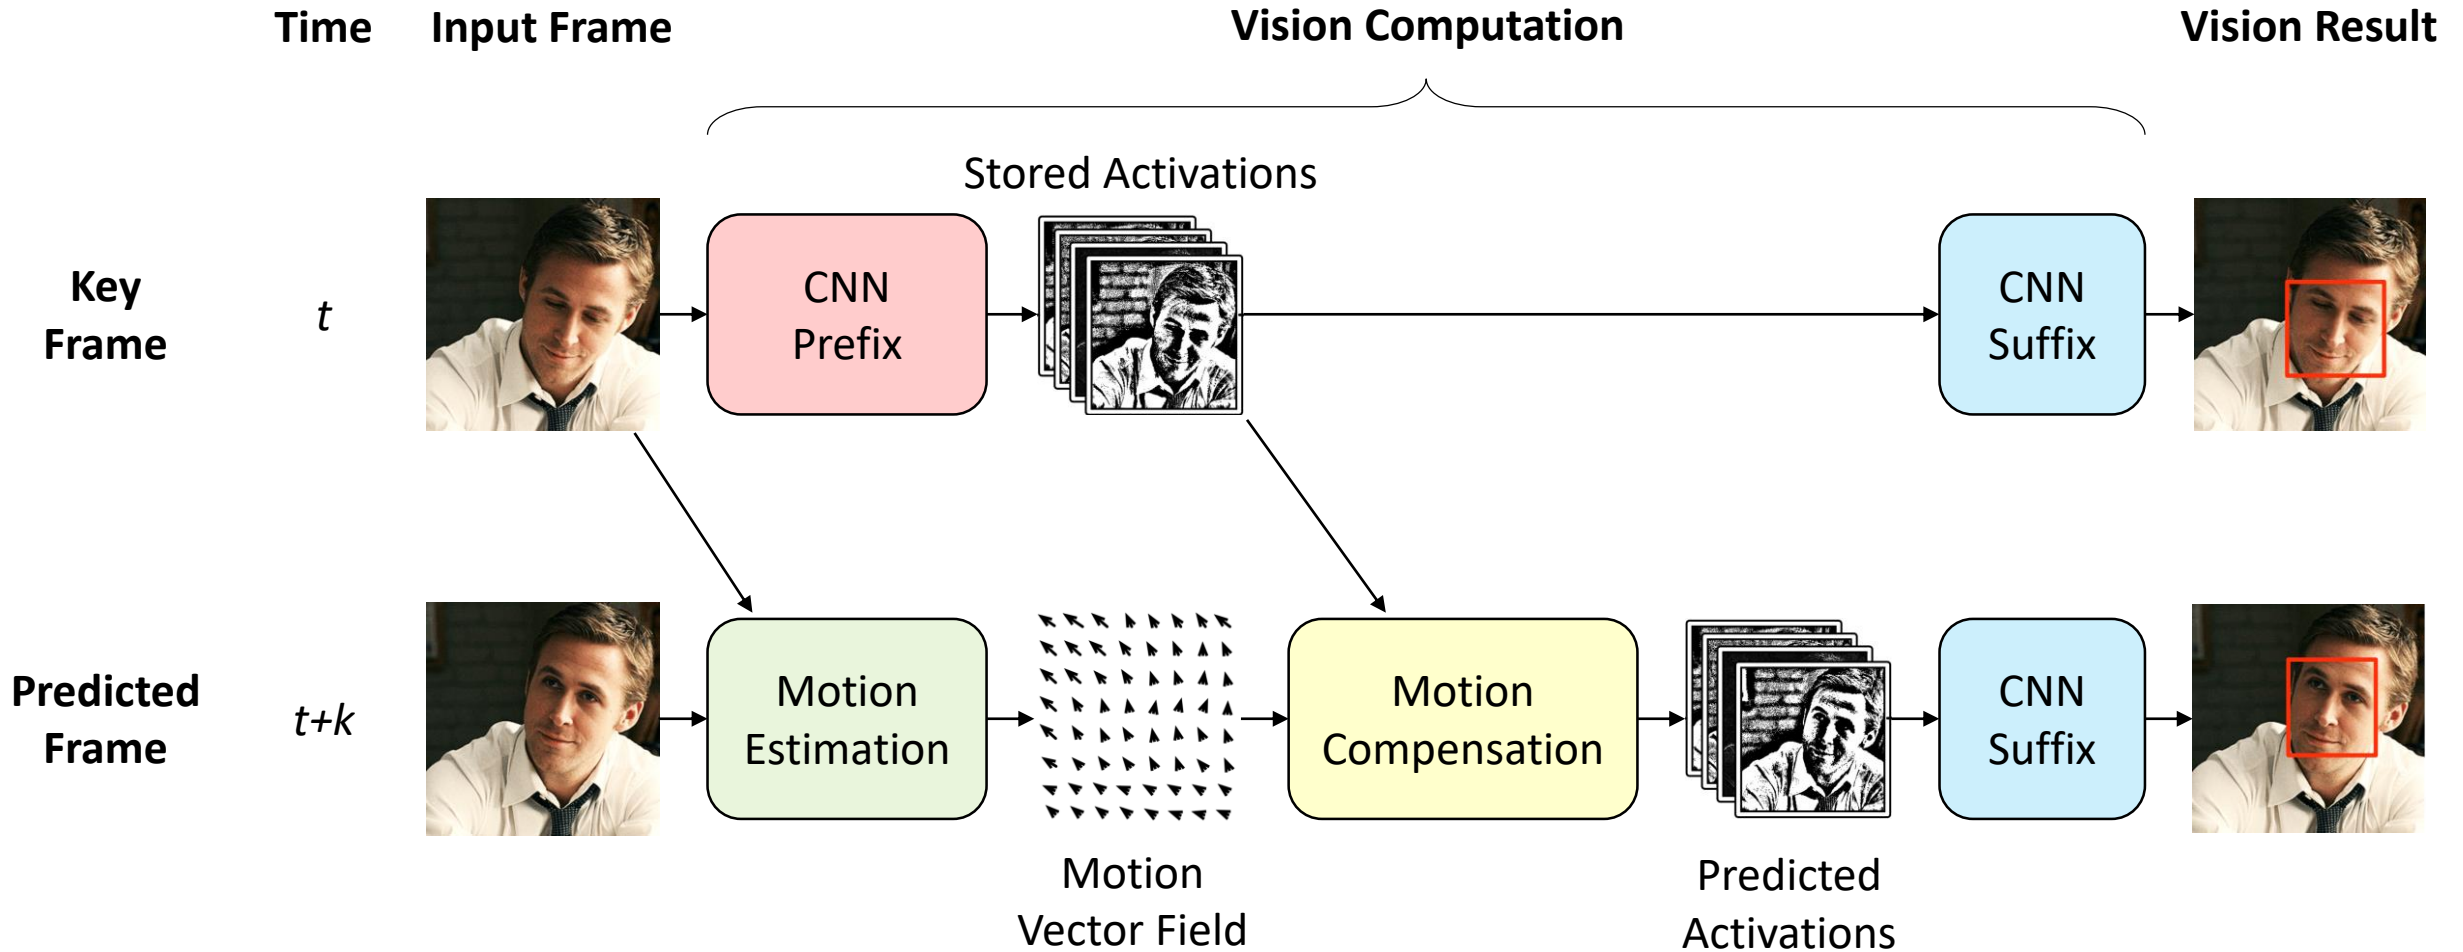 Time
Input Frame
Vision Computation
Vision Result
Stored Activations
Key
Frame
t
CNN
Prefix
CNN
Suffix
Predicted
Frame
t+k
Motion
Estimation
Motion
Compensation
CNN
Suffix
Motion
Vector Field
Predicted
Activations